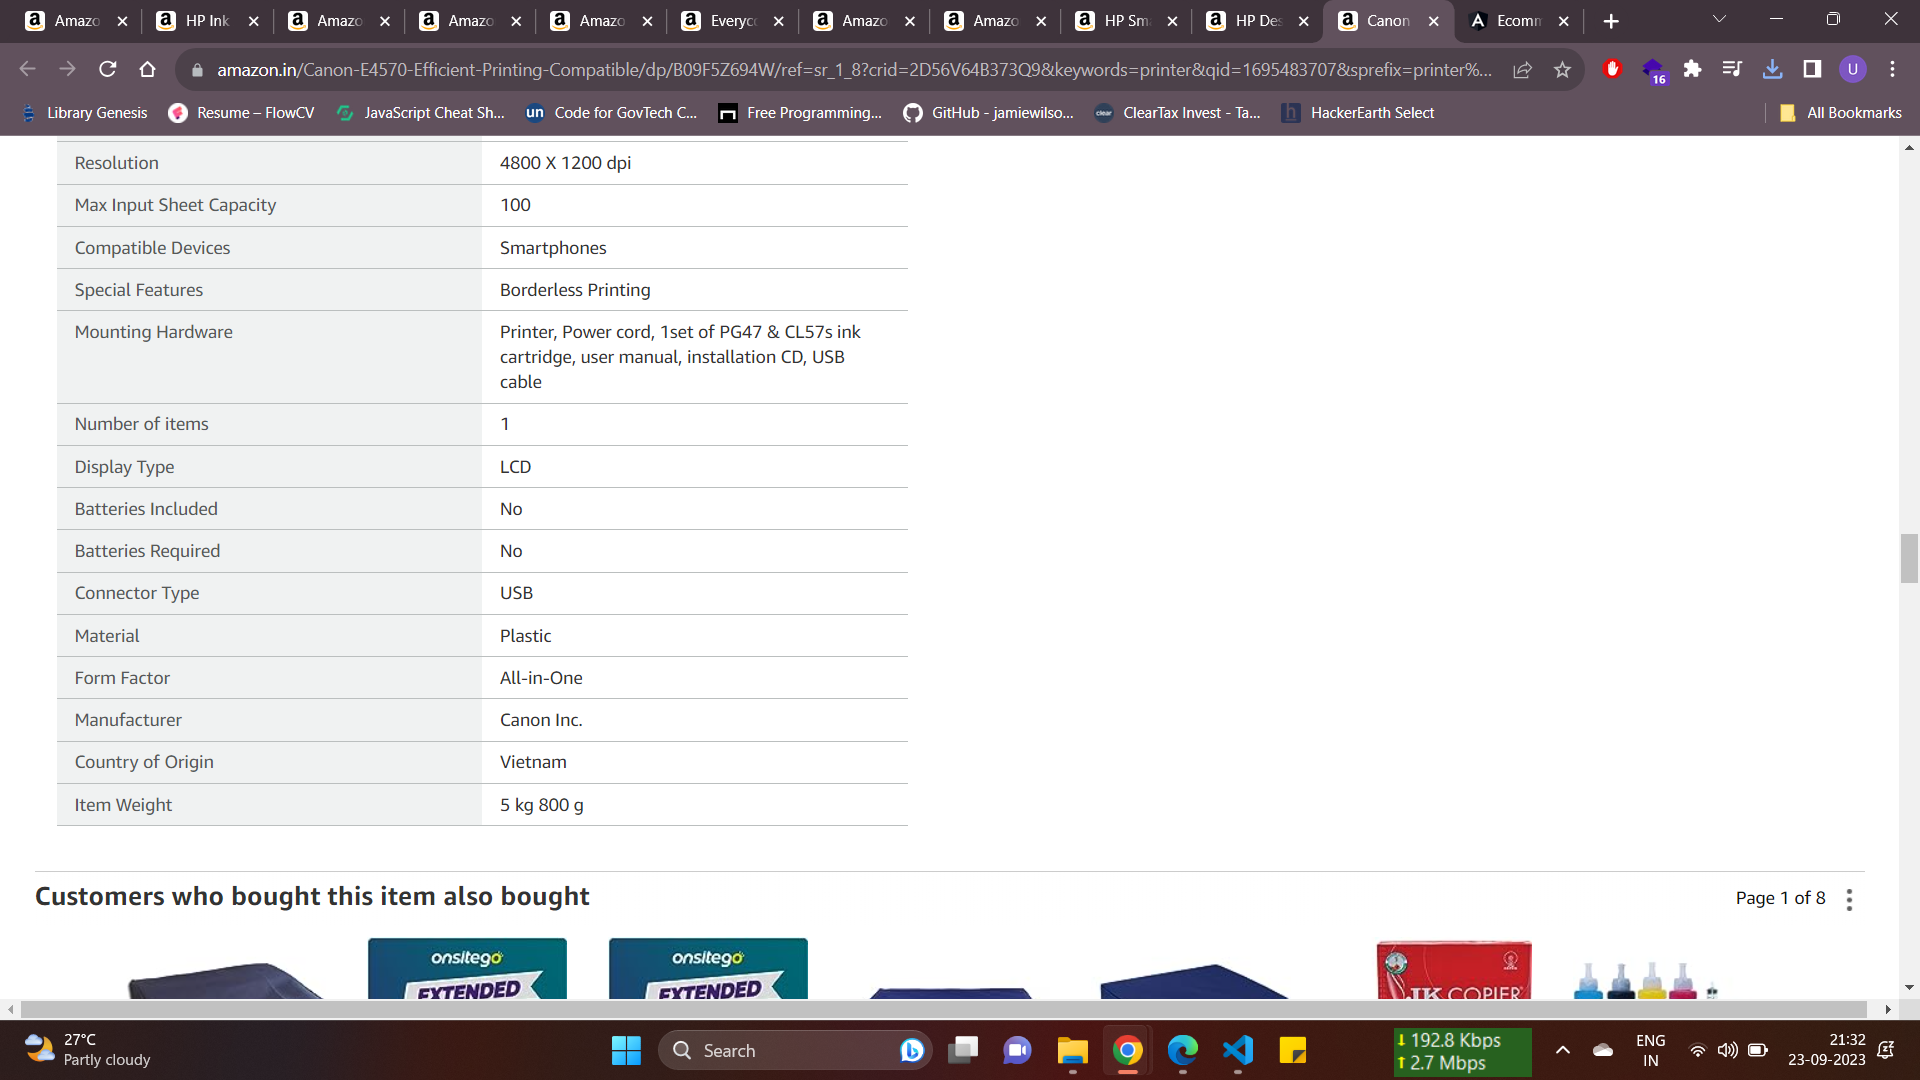 Amazo
HP Ink
Amazo
Amazo
Amazo
Everyc
Amazo
Amazo
HP Sma
HP Des
Canon
Ecomm
amazon.in/Canon-E4570-Efficient-Printing-Compatible/dp/B09F5Z694W/ref=sr_1_8?crid=2D56V64B373Q9&keywords=printer&qid=1695483707&sprefix=printer%...
16
U
Library Genesis
Resume – FlowCV
JavaScript Cheat Sh...
un Code for GovTech C...
Free Programming...
GitHub - jamiewilso...
clear ClearTax Invest - Ta...
h HackerEarth Select
All Bookmarks
Resolution 4800 X 1200 dpi
Max Input Sheet Capacity 100
Compatible Devices Smartphones
Special Features Borderless Printing
Mounting Hardware Printer, Power cord, 1set of PG47 & CL57s ink
cartridge, user manual, installation CD, USB
cable
Number of items 1
Display Type LCD
Batteries Included No
Batteries Required No
Connector Type USB
Material Plastic
Form Factor All-in-One
Manufacturer Canon Inc.
Country of Origin Vietnam
Item Weight 5 kg 800 g
Customers who bought this item also bought
Page 1 of 8
onsitego
EXTENDED
onsitego
EXTENDED
JK COPIER
27°C
Partly cloudy
Search
192.8 Kbps
2.7 Mbps
ENG
IN
21:32
23-09-2023